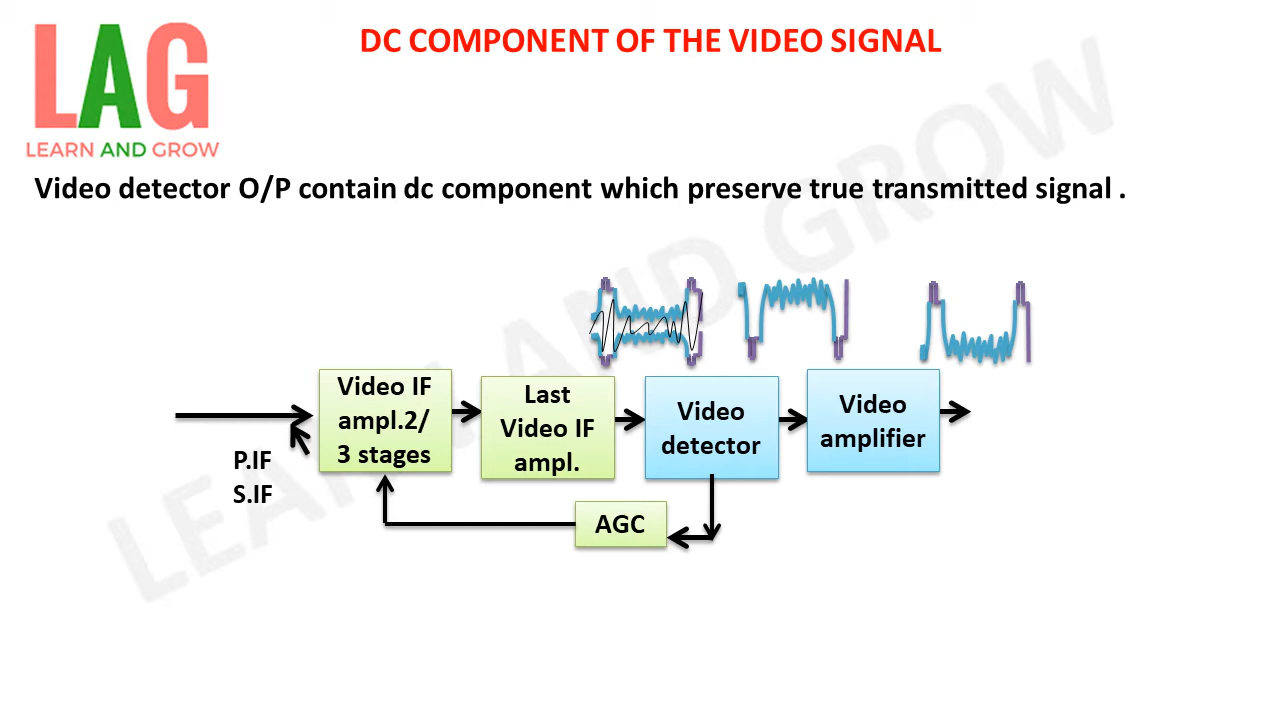 LAG
LEARN AND GROW
DC COMPONENT OF THE VIDEO SIGNAL
Video detector O/P contain dc component which preserve true transmitted signal .
P.IF
S.IF
Video IF
ampl.2/
3 stages
Last
Video IF
ampl.
Video
detector
Video
amplifier
AGC
LEARN AND GROW